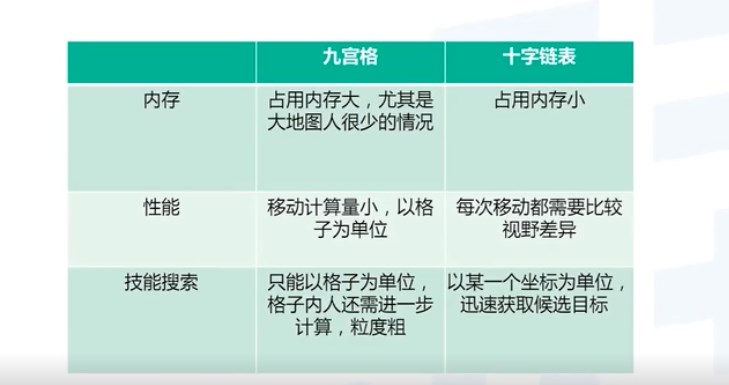 九宫格 十字链表
内存 占用内存大，尤其是 占用内存小
大地图人很少的情况
性能 移动计算量小，以格 每次移动都需要比较
子为单位 视野差异
技能搜索 只能以格子为单位， 以某一个坐标为单位，
格子内人还需进一步 迅速获取候选目标
计算，粒度粗